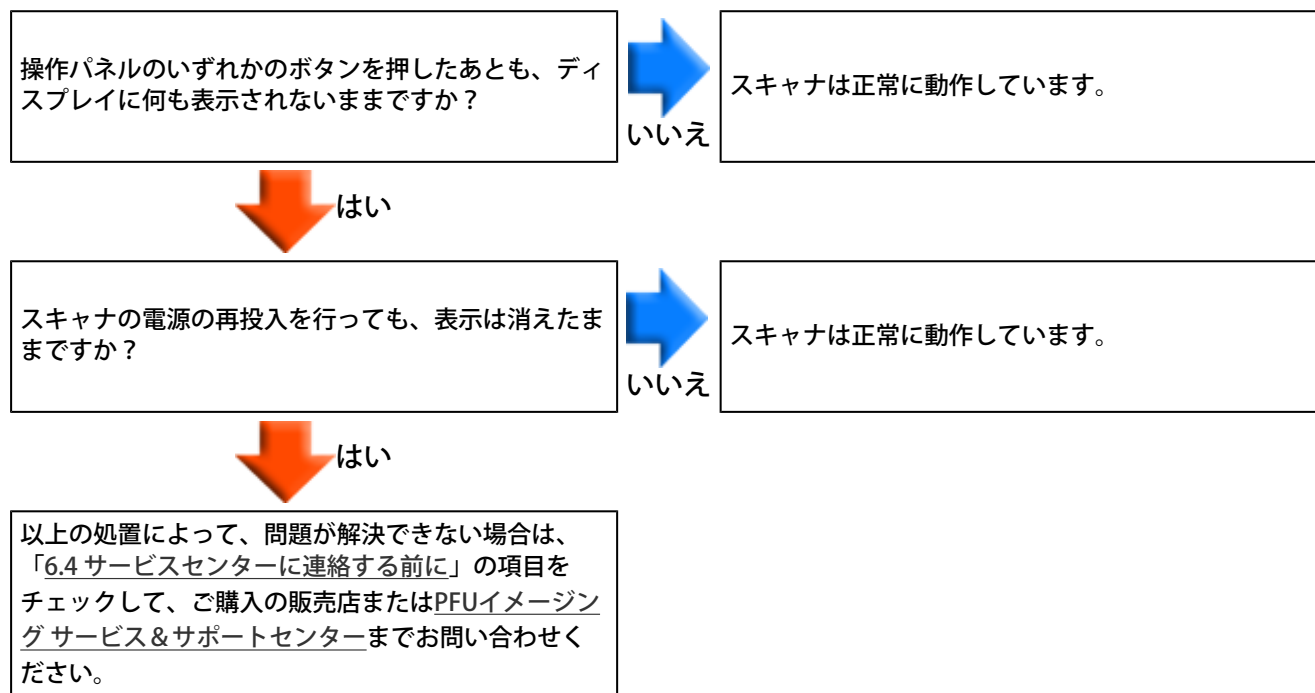 操作パネルのいずれかのボタンを押したあとも、ディ
スプレイに何も表示されないままですか？
いいえ
スキャナは正常に動作しています。
はい
スキャナの電源の再投入を行っても、表示は消えたま
まですか？
いいえ
スキャナは正常に動作しています。
はい
以上の処置によって、問題が解決できない場合は、
「6.4 サービスセンターに連絡する前に」の項目を
チェックして、ご購入の販売店またはPFUイメージン
グ サービス＆サポートセンターまでお問い合わせく
ださい。